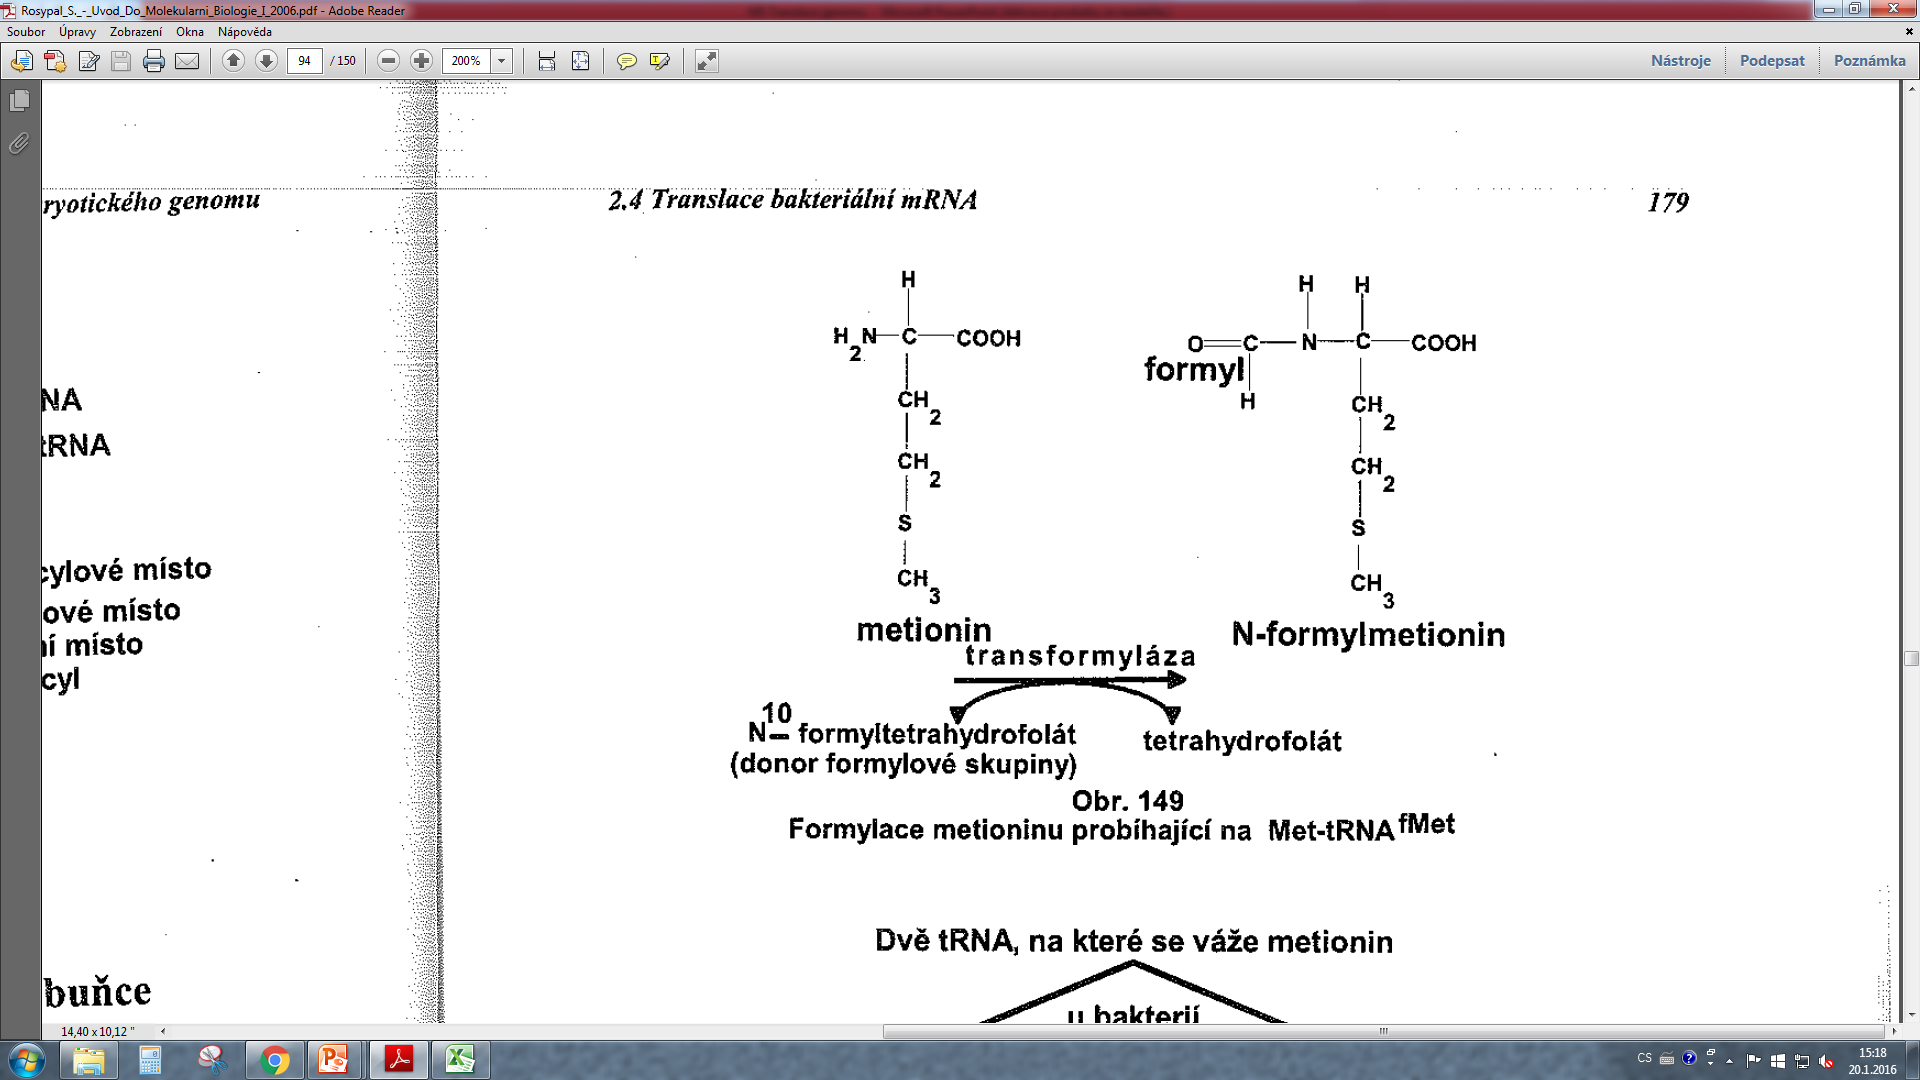 Rosypal_S._-_Uvod_Do_Molekularni_Biologie_I_2006.pdf - Adobe Reader
Soubor Úpravy Zobrazení Okna Nápověda
94 / 150 200% Nástroje Podepsat Poznámka
ryotického genomu 2.4 Translace bakteriální mRNA 179
NA
tRNA
cylové místo
ové místo
ní místo
cyl
buňce
H
H2N C COOH
CH2
CH2
S
CH3
metionin
H H
O C N C COOH
formyl
H
CH2
CH2
S
CH3
N-formylmetionin
transformyláza
N10 – formyltetrahydrofolát
(donor formylové skupiny)
tetrahydrofolát
Obr. 149
Formylace metioninu probíhající na Met-tRNA fMet
Dvě tRNA, na které se váže metionin
u bakterií
14,40 x 10,12 "
CS
15:18
20.1.2016